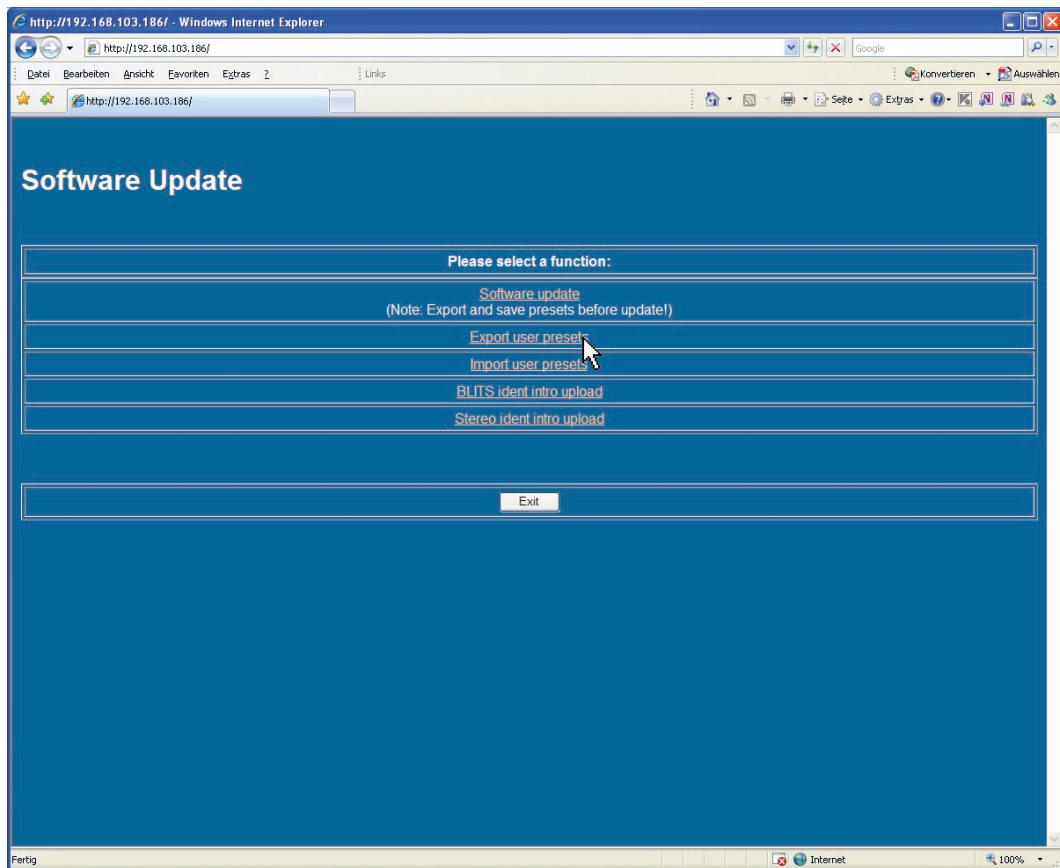 http://192.168.103.186/ - Windows Internet Explorer
http://192.168.103.186/
Google
Datei Bearbeiten Ansicht Favoriten Extras ?
Links
Konvertieren
Auswählen
http://192.168.103.186/
Seite
Extras
Software Update
Please select a function:
Software update
(Note: Export and save presets before update!)
Export user presets
Import user presets
BLITS ident intro upload
Stereo ident intro upload
Exit
Fertig
Internet
100%